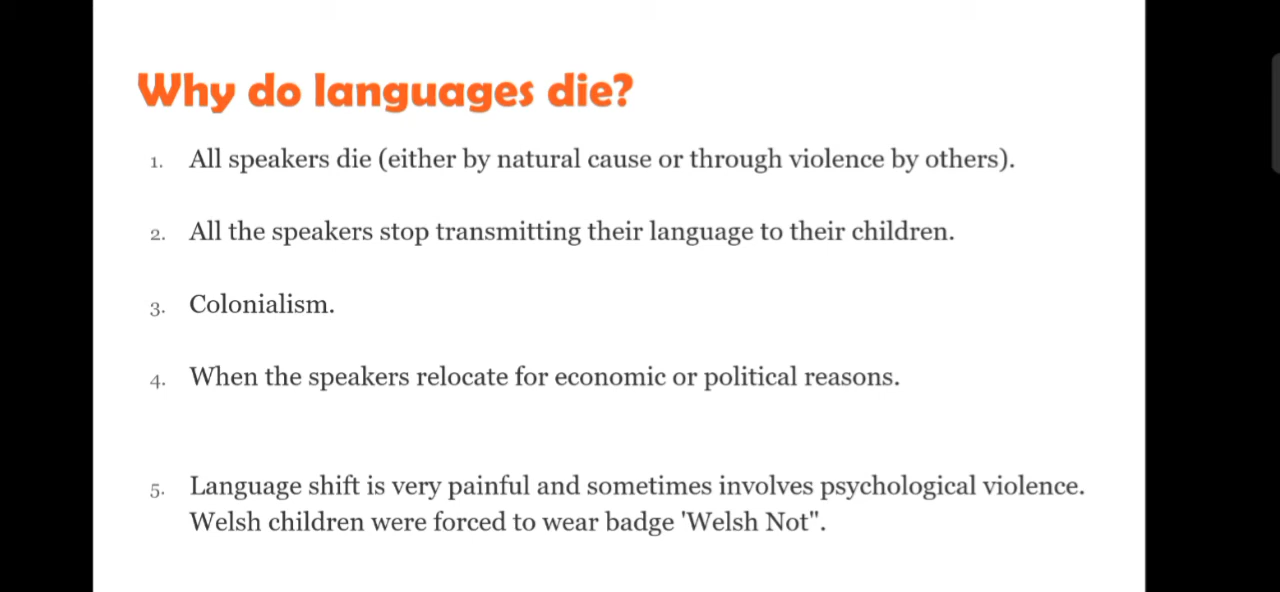 Why do languages die?
1. All speakers die (either by natural cause or through violence by others).
2. All the speakers stop transmitting their language to their children.
3. Colonialism.
4. When the speakers relocate for economic or political reasons.
5. Language shift is very painful and sometimes involves psychological violence.
Welsh children were forced to wear badge 'Welsh Not".